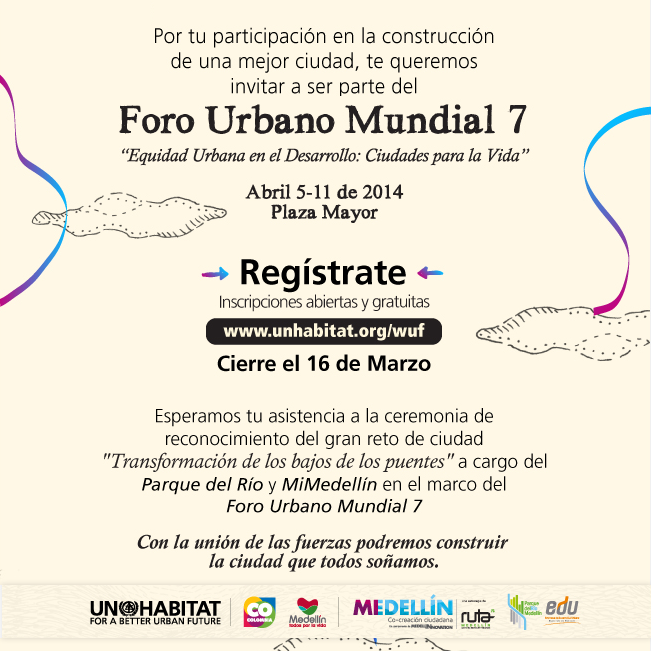 Por tu participación en la construcción
de una mejor ciudad, te queremos
invitar a ser parte del
Foro Urbano Mundial 7
“Equidad Urbana en el Desarrollo: Ciudades para la Vida”
Abril 5-11 de 2014
Plaza Mayor
Regístrate
Inscripciones abiertas y gratuitas
www.unhabitat.org/wuf
Cierre el 16 de Marzo
Esperamos tu asistencia a la ceremonia de
reconocimiento del gran reto de ciudad
"Transformación de los bajos de los puentes" a cargo del
Parque del Río y MiMedellín en el marco del
Foro Urbano Mundial 7
Con la unión de las fuerzas podremos construir
la ciudad que todos soñamos.
UN HABITAT
FOR A BETTER URBAN FUTURE
CO
COLOMBIA
Medellín
todos por la vida
MEDELLÍN
Co-creación ciudadana
ruta
MEDELLÍN
Parque
del Río
Medellín
edu